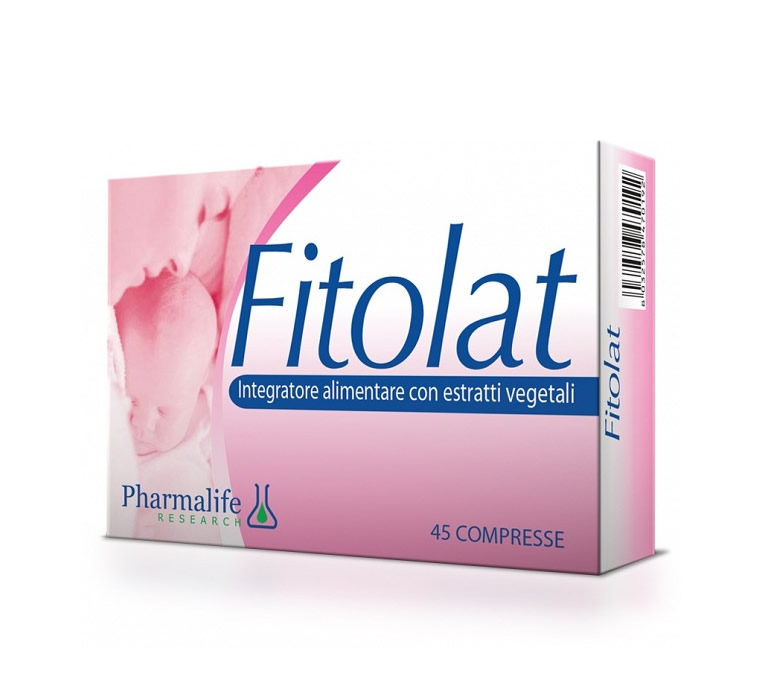 Fitolat
Integratore alimentare con estratti vegetali
Pharmalife
RESEARCH
45 COMPRESSE
Fitolat